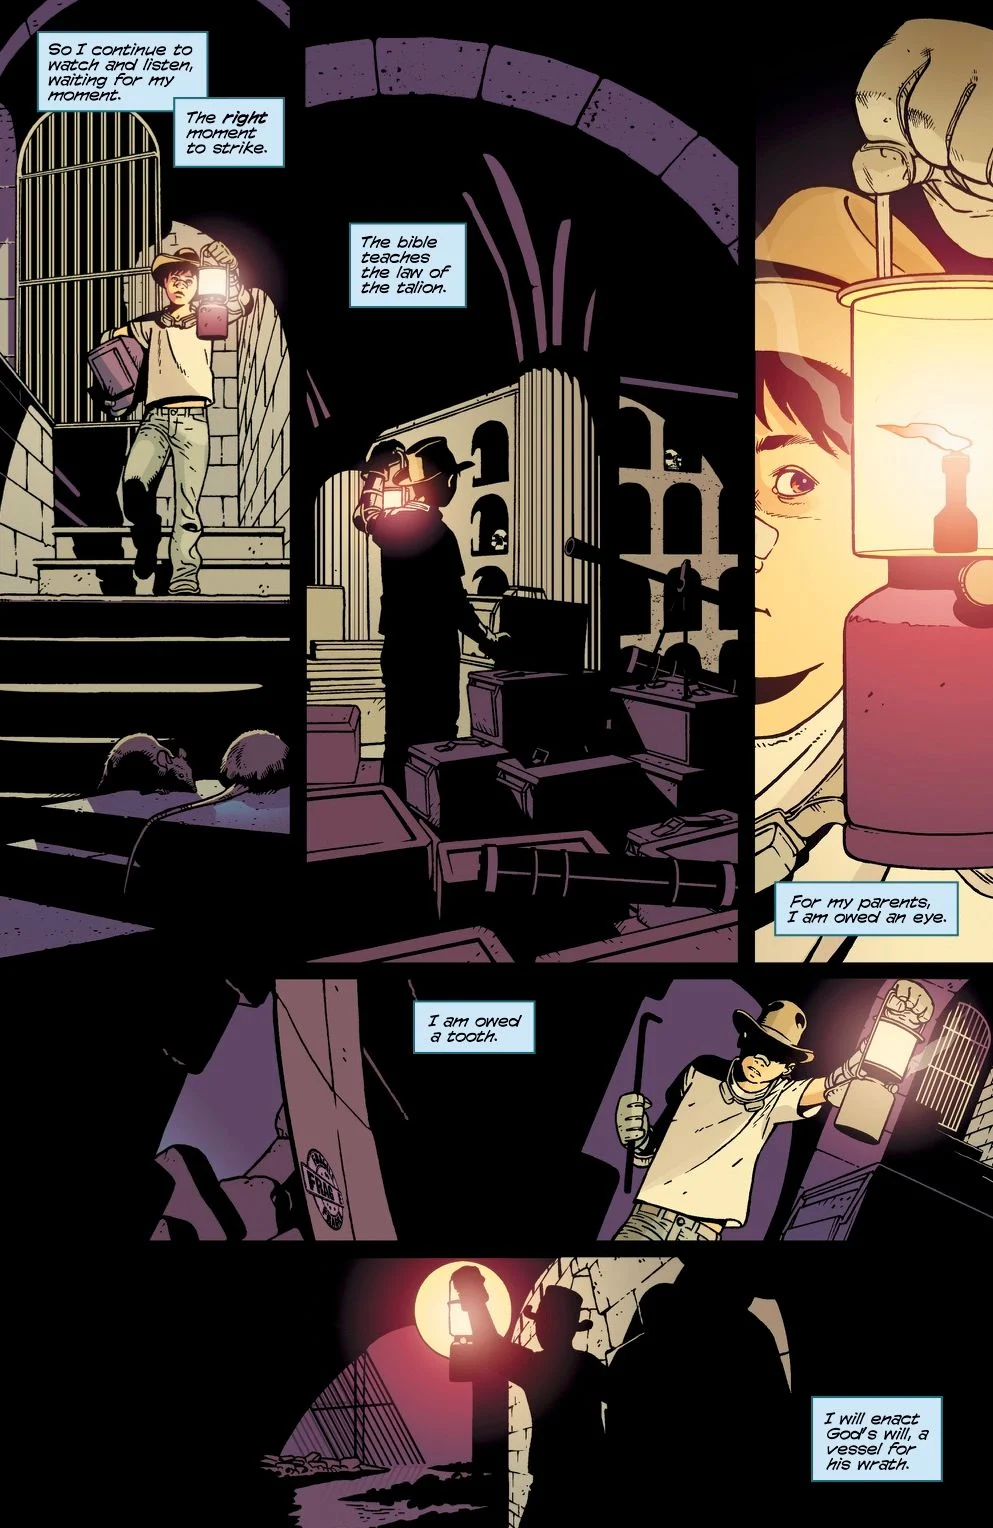 So I continue to
watch and listen,
waiting for my
moment.
The right
moment
to strike.
The bible
teaches
the law of
the talion.
For my parents,
I am owed an eye.
I am owed
a tooth.
FRAG
I will enact
God's will, a
vessel for
his wrath.